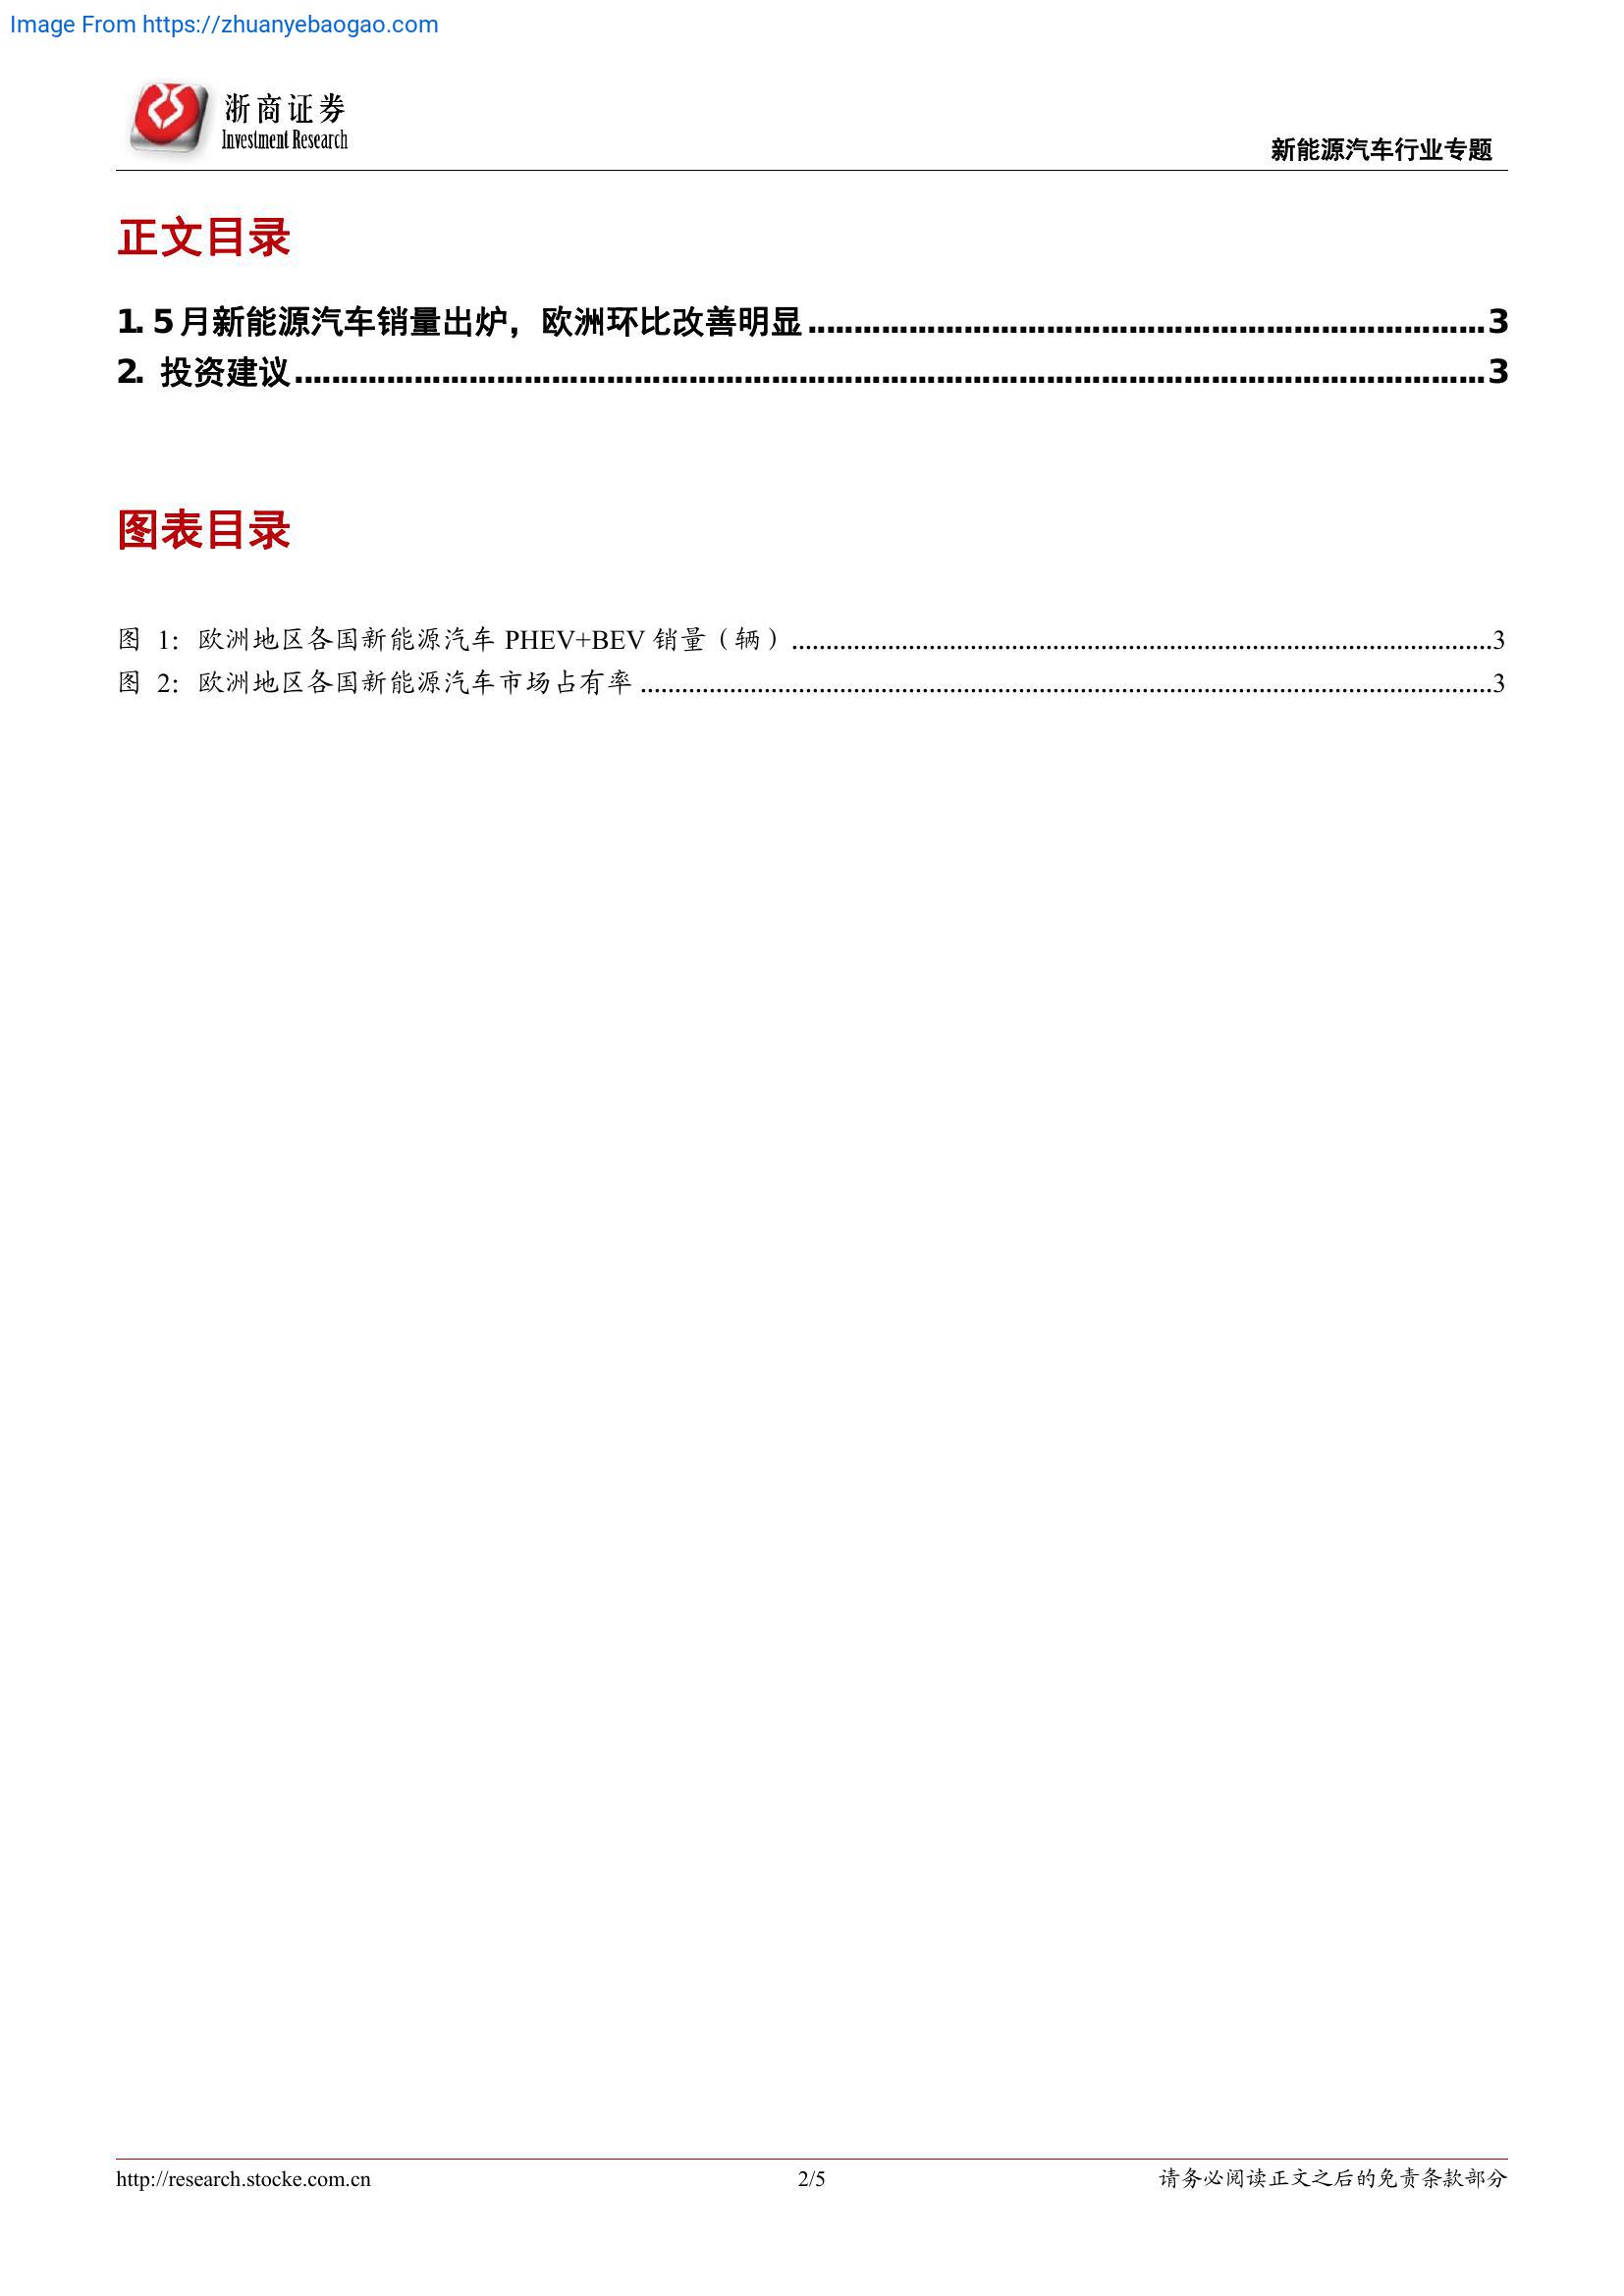 Image From https://zhuanyebaogao.com
浙商证券
Investment Research
新能源汽车行业专题
正文目录
1. 5 月新能源汽车销量出炉，欧洲环比改善明显..........................................................................3
2. 投资建议..................................................................................................................................3
图表目录
图 1：欧洲地区各国新能源汽车 PHEV+BEV 销量（辆）......................................................................................................3
图 2：欧洲地区各国新能源汽车市场占有率............................................................................................................................3
http://research.stocke.com.cn
2/5
请务必阅读正文之后的免责条款部分